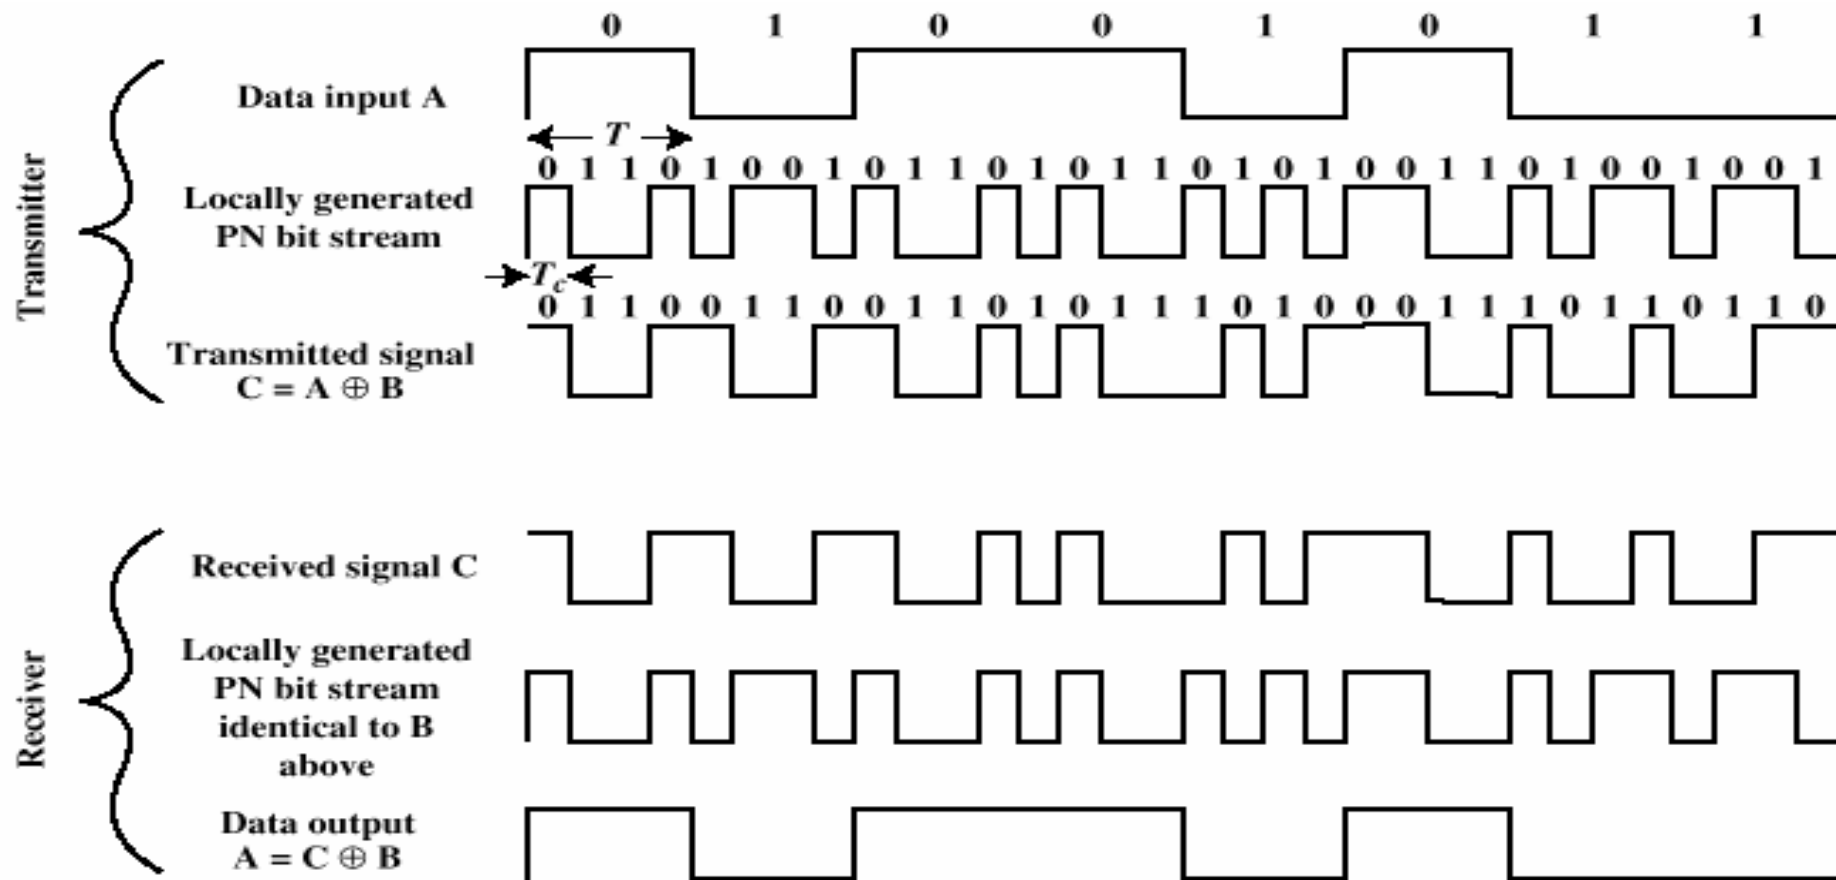 0 1 0 0 1 0 1 1
Data input A
T
0 1 1 0 1 0 0 1 0 1 1 0 1 0 1 1 0 1 0 1 0 0 1 1 0 1 0 0 1 0 0 1
Locally generated
PN bit stream
Tc
0 1 1 0 0 1 1 0 0 1 1 0 1 0 1 1 1 0 1 0 0 0 1 1 1 0 1 1 0 1 1 0
Transmitted signal
C = A ⊕ B
Transmitter
Received signal C
Locally generated
PN bit stream
identical to B
above
Data output
A = C ⊕ B
Receiver